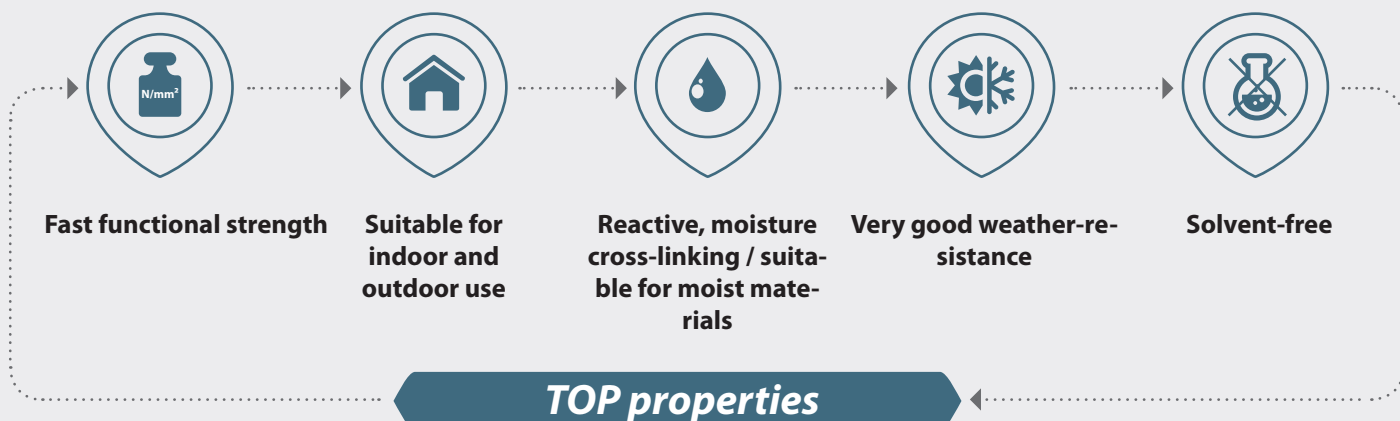 N/mm²
Fast functional strength
Suitable for
indoor and
outdoor use
Reactive, moisture
cross-linking / suita-
ble for moist mate-
rials
Very good weather-re-
sistance
Solvent-free
TOP properties